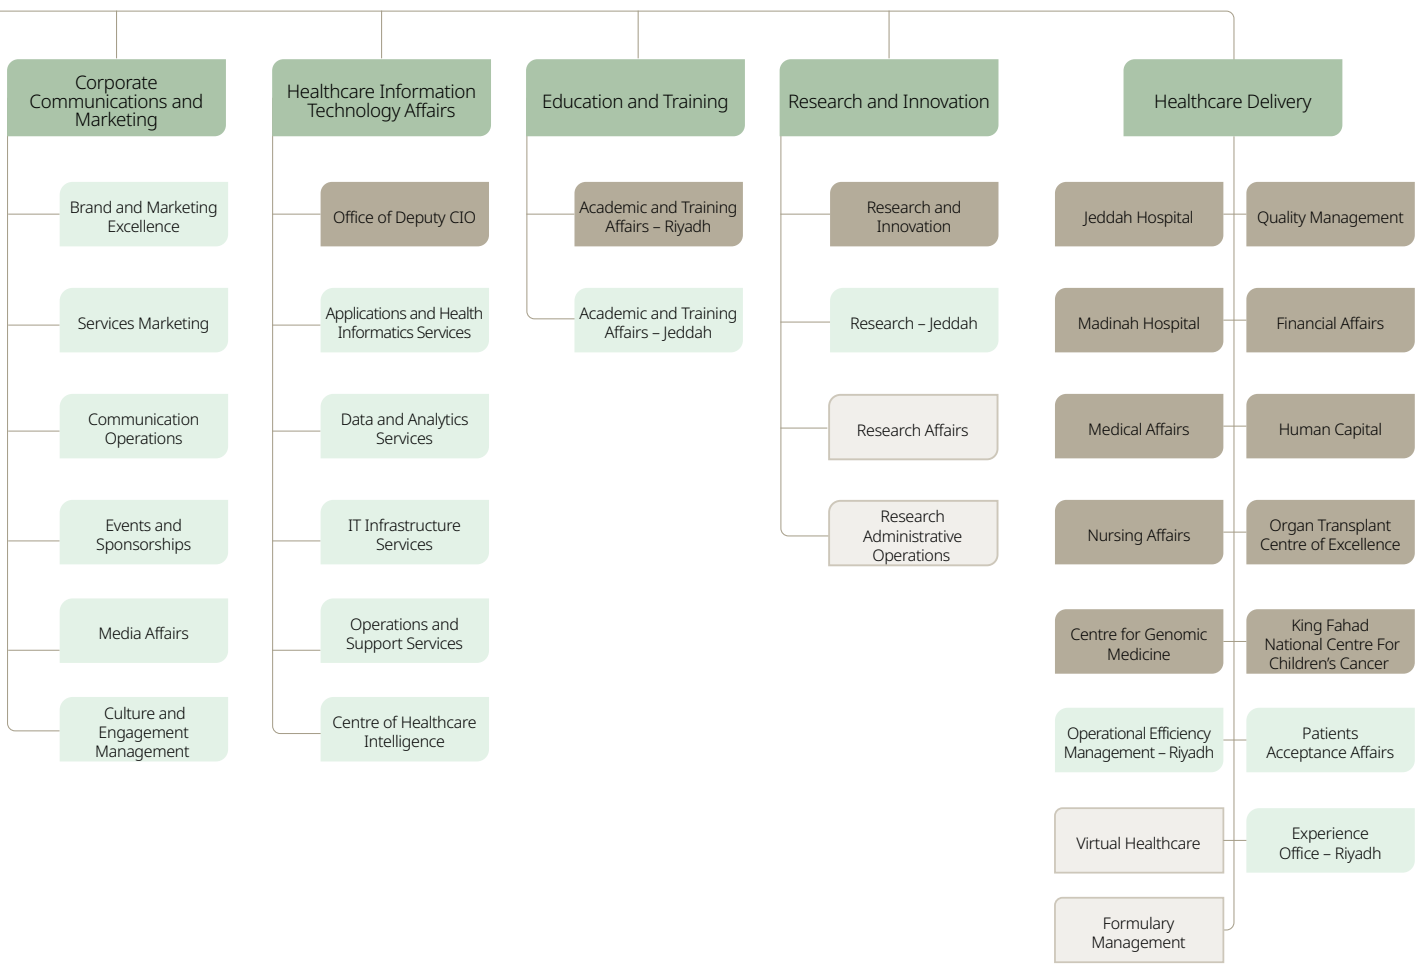 Corporate
Communications and
Marketing
Brand and Marketing
Excellence
Services Marketing
Communication
Operations
Events and
Sponsorships
Media Affairs
Culture and
Engagement
Management
Healthcare Information
Technology Affairs
Office of Deputy CIO
Applications and Health
Informatics Services
Data and Analytics
Services
IT Infrastructure
Services
Operations and
Support Services
Centre of Healthcare
Intelligence
Education and Training
Academic and Training
Affairs – Riyadh
Academic and Training
Affairs – Jeddah
Research and Innovation
Research and
Innovation
Research – Jeddah
Research Affairs
Research
Administrative
Operations
Healthcare Delivery
Jeddah Hospital
Quality Management
Madinah Hospital
Financial Affairs
Medical Affairs
Human Capital
Nursing Affairs
Organ Transplant
Centre of Excellence
Centre for Genomic
Medicine
King Fahad
National Centre For
Children’s Cancer
Operational Efficiency
Management – Riyadh
Patients
Acceptance Affairs
Virtual Healthcare
Experience
Office – Riyadh
Formulary
Management